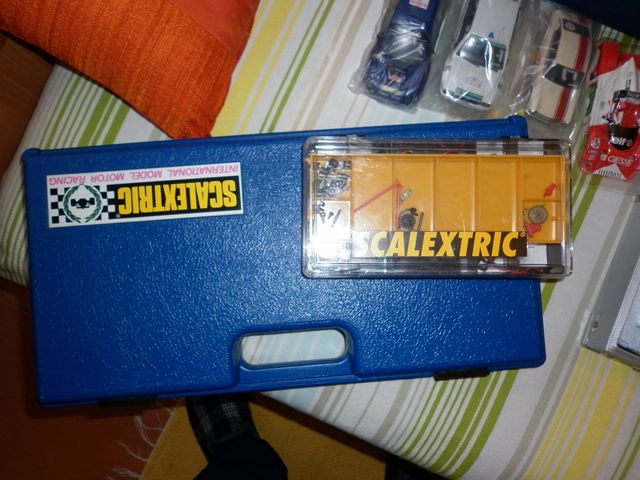 SCALEXTRIC
INTERNATIONAL MODEL MOTOR RACING
SCALEXTRIC